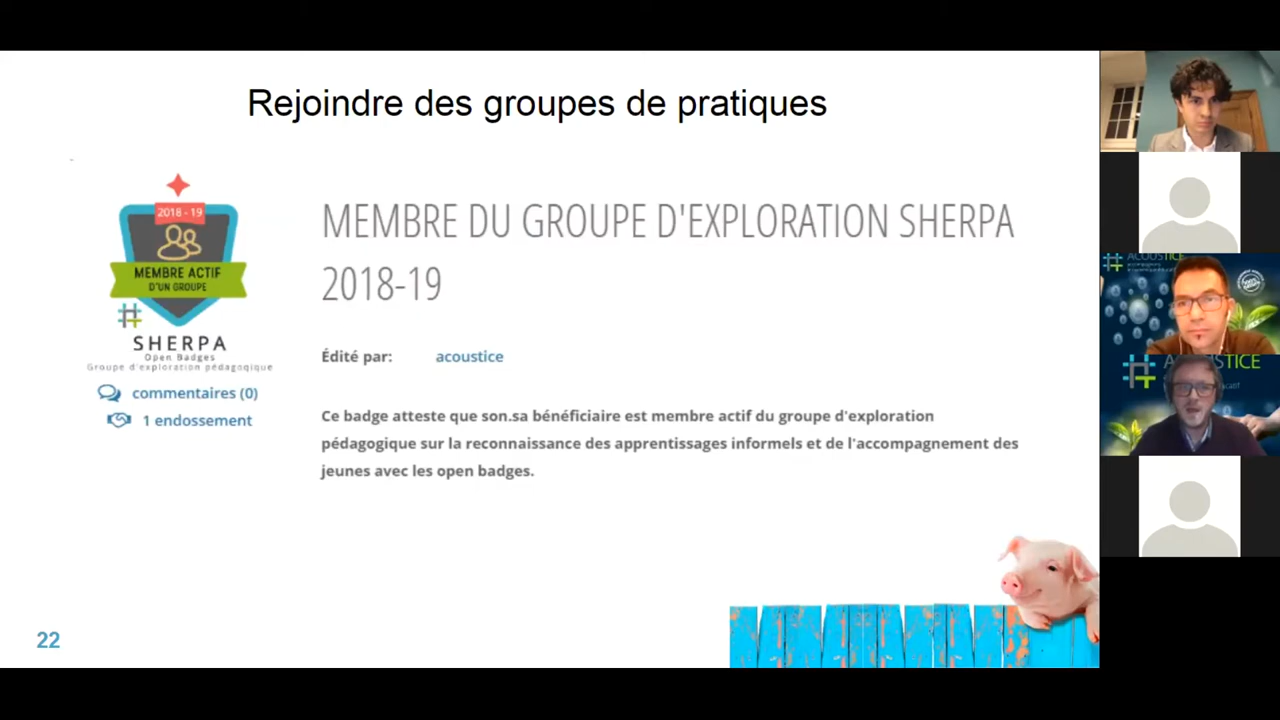 Rejoindre des groupes de pratiques
2018 - 19
MEMBRE ACTIF
D'UN GROUPE
SHERPA
Open Badges
Groupe d'exploration pédagogique
commentaires (0)
1 endossement
MEMBRE DU GROUPE D'EXPLORATION SHERPA
2018-19
Édité par: acoustice
Ce badge atteste que son.sa bénéficiaire est membre actif du groupe d'exploration
pédagogique sur la reconnaissance des apprentissages informels et de l'accompagnement des
jeunes avec les open badges.
22
ACOUSTICE